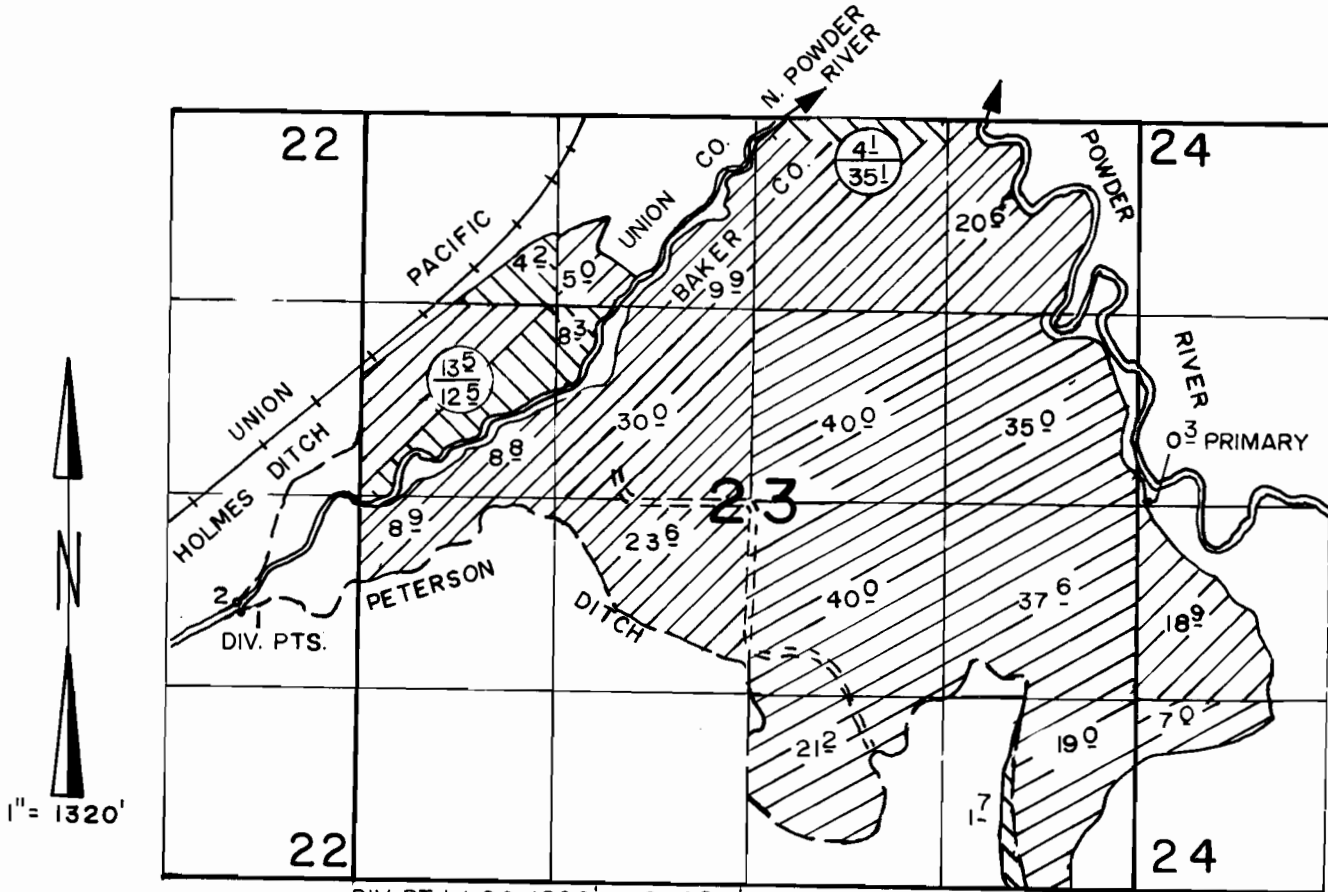 N. POWDER
RIVER
22
24
4 1
35 1
POWDER
UNION CO.
BAKER CO.
20 6
PACIFIC
4 2
5 0
9 9
8 3
13 5
12 5
RIVER
UNION
HOLMES DITCH
30 0
40 0
35 0
0 3 PRIMARY
8 8
23
8 9
23 6
PETERSON
DITCH
40 0
37 6
18 9
2
1
DIV. PTS.
N
21 2
19 0
7 0
1 7
1" = 1320'
22
24